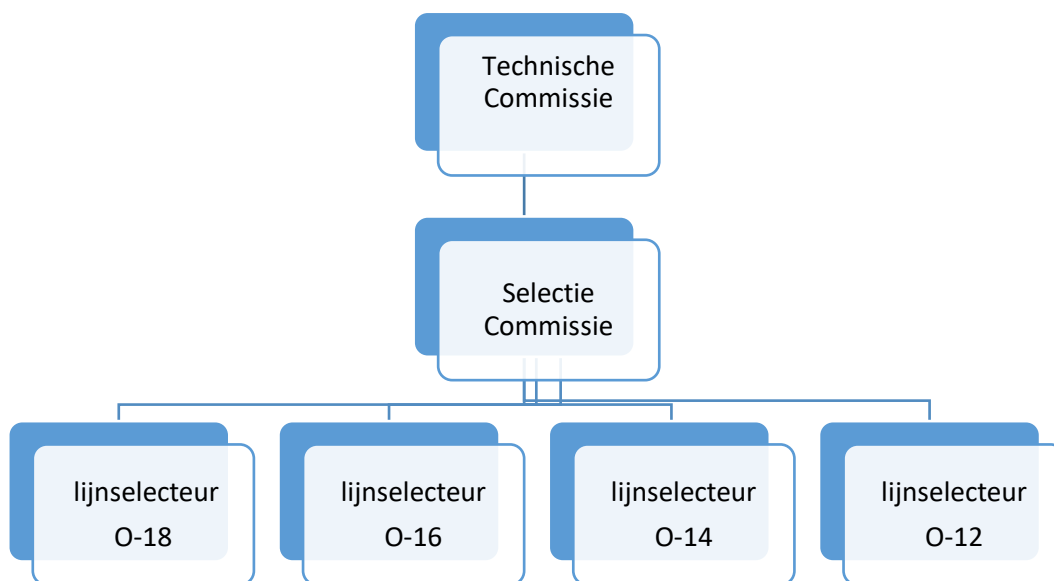 Technische
Commissie
Selectie
Commissie
lijnselecteur
O-18
lijnselecteur
O-16
lijnselecteur
O-14
lijnselecteur
O-12